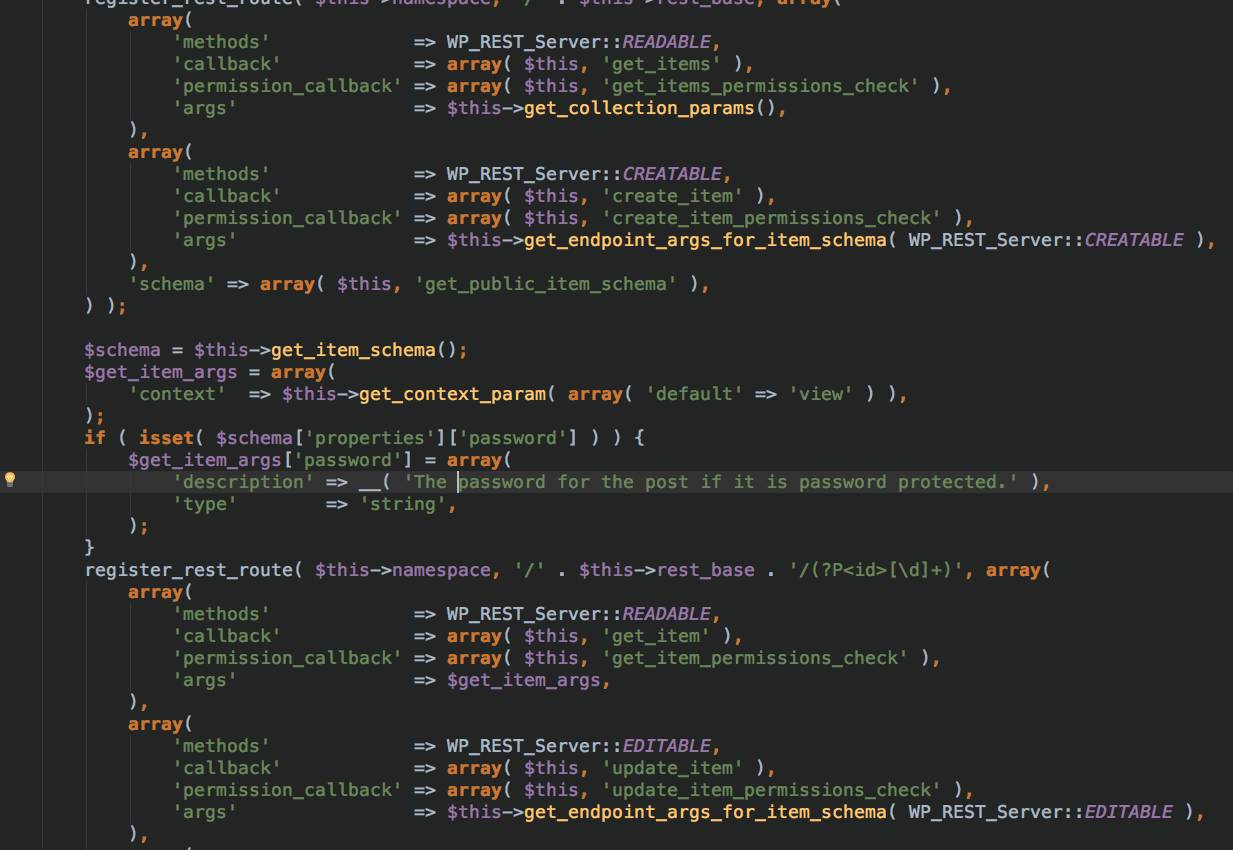 register_rest_route( $this->namespace, '/' . $this->rest_base, array(
    array(
        'methods'             => WP_REST_Server::READABLE,
        'callback'            => array( $this, 'get_items' ),
        'permission_callback' => array( $this, 'get_items_permissions_check' ),
        'args'                => $this->get_collection_params(),
    ),
    array(
        'methods'             => WP_REST_Server::CREATABLE,
        'callback'            => array( $this, 'create_item' ),
        'permission_callback' => array( $this, 'create_item_permissions_check' ),
        'args'                => $this->get_endpoint_args_for_item_schema( WP_REST_Server::CREATABLE ),
    ),
    'schema' => array( $this, 'get_public_item_schema' ),
) );

$schema = $this->get_item_schema();
$get_item_args = array(
    'context'  => $this->get_context_param( array( 'default' => 'view' ) ),
);
if ( isset( $schema['properties']['password'] ) ) {
    $get_item_args['password'] = array(
        'description' => __( 'The password for the post if it is password protected.' ),
        'type'        => 'string',
    );
}
register_rest_route( $this->namespace, '/' . $this->rest_base . '/(?P<id>[\d]+)', array(
    array(
        'methods'             => WP_REST_Server::READABLE,
        'callback'            => array( $this, 'get_item' ),
        'permission_callback' => array( $this, 'get_item_permissions_check' ),
        'args'                => $get_item_args,
    ),
    array(
        'methods'             => WP_REST_Server::EDITABLE,
        'callback'            => array( $this, 'update_item' ),
        'permission_callback' => array( $this, 'update_item_permissions_check' ),
        'args'                => $this->get_endpoint_args_for_item_schema( WP_REST_Server::EDITABLE ),
    ),